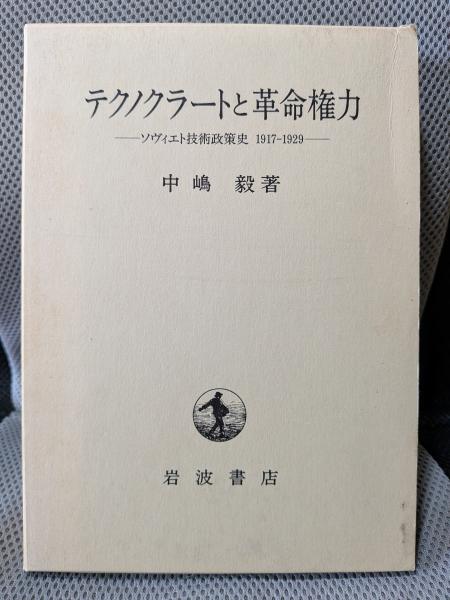 テクノクラートと革命権力
──ソヴィエト技術政策史 1917-1929──
中嶋 毅著
岩波書店